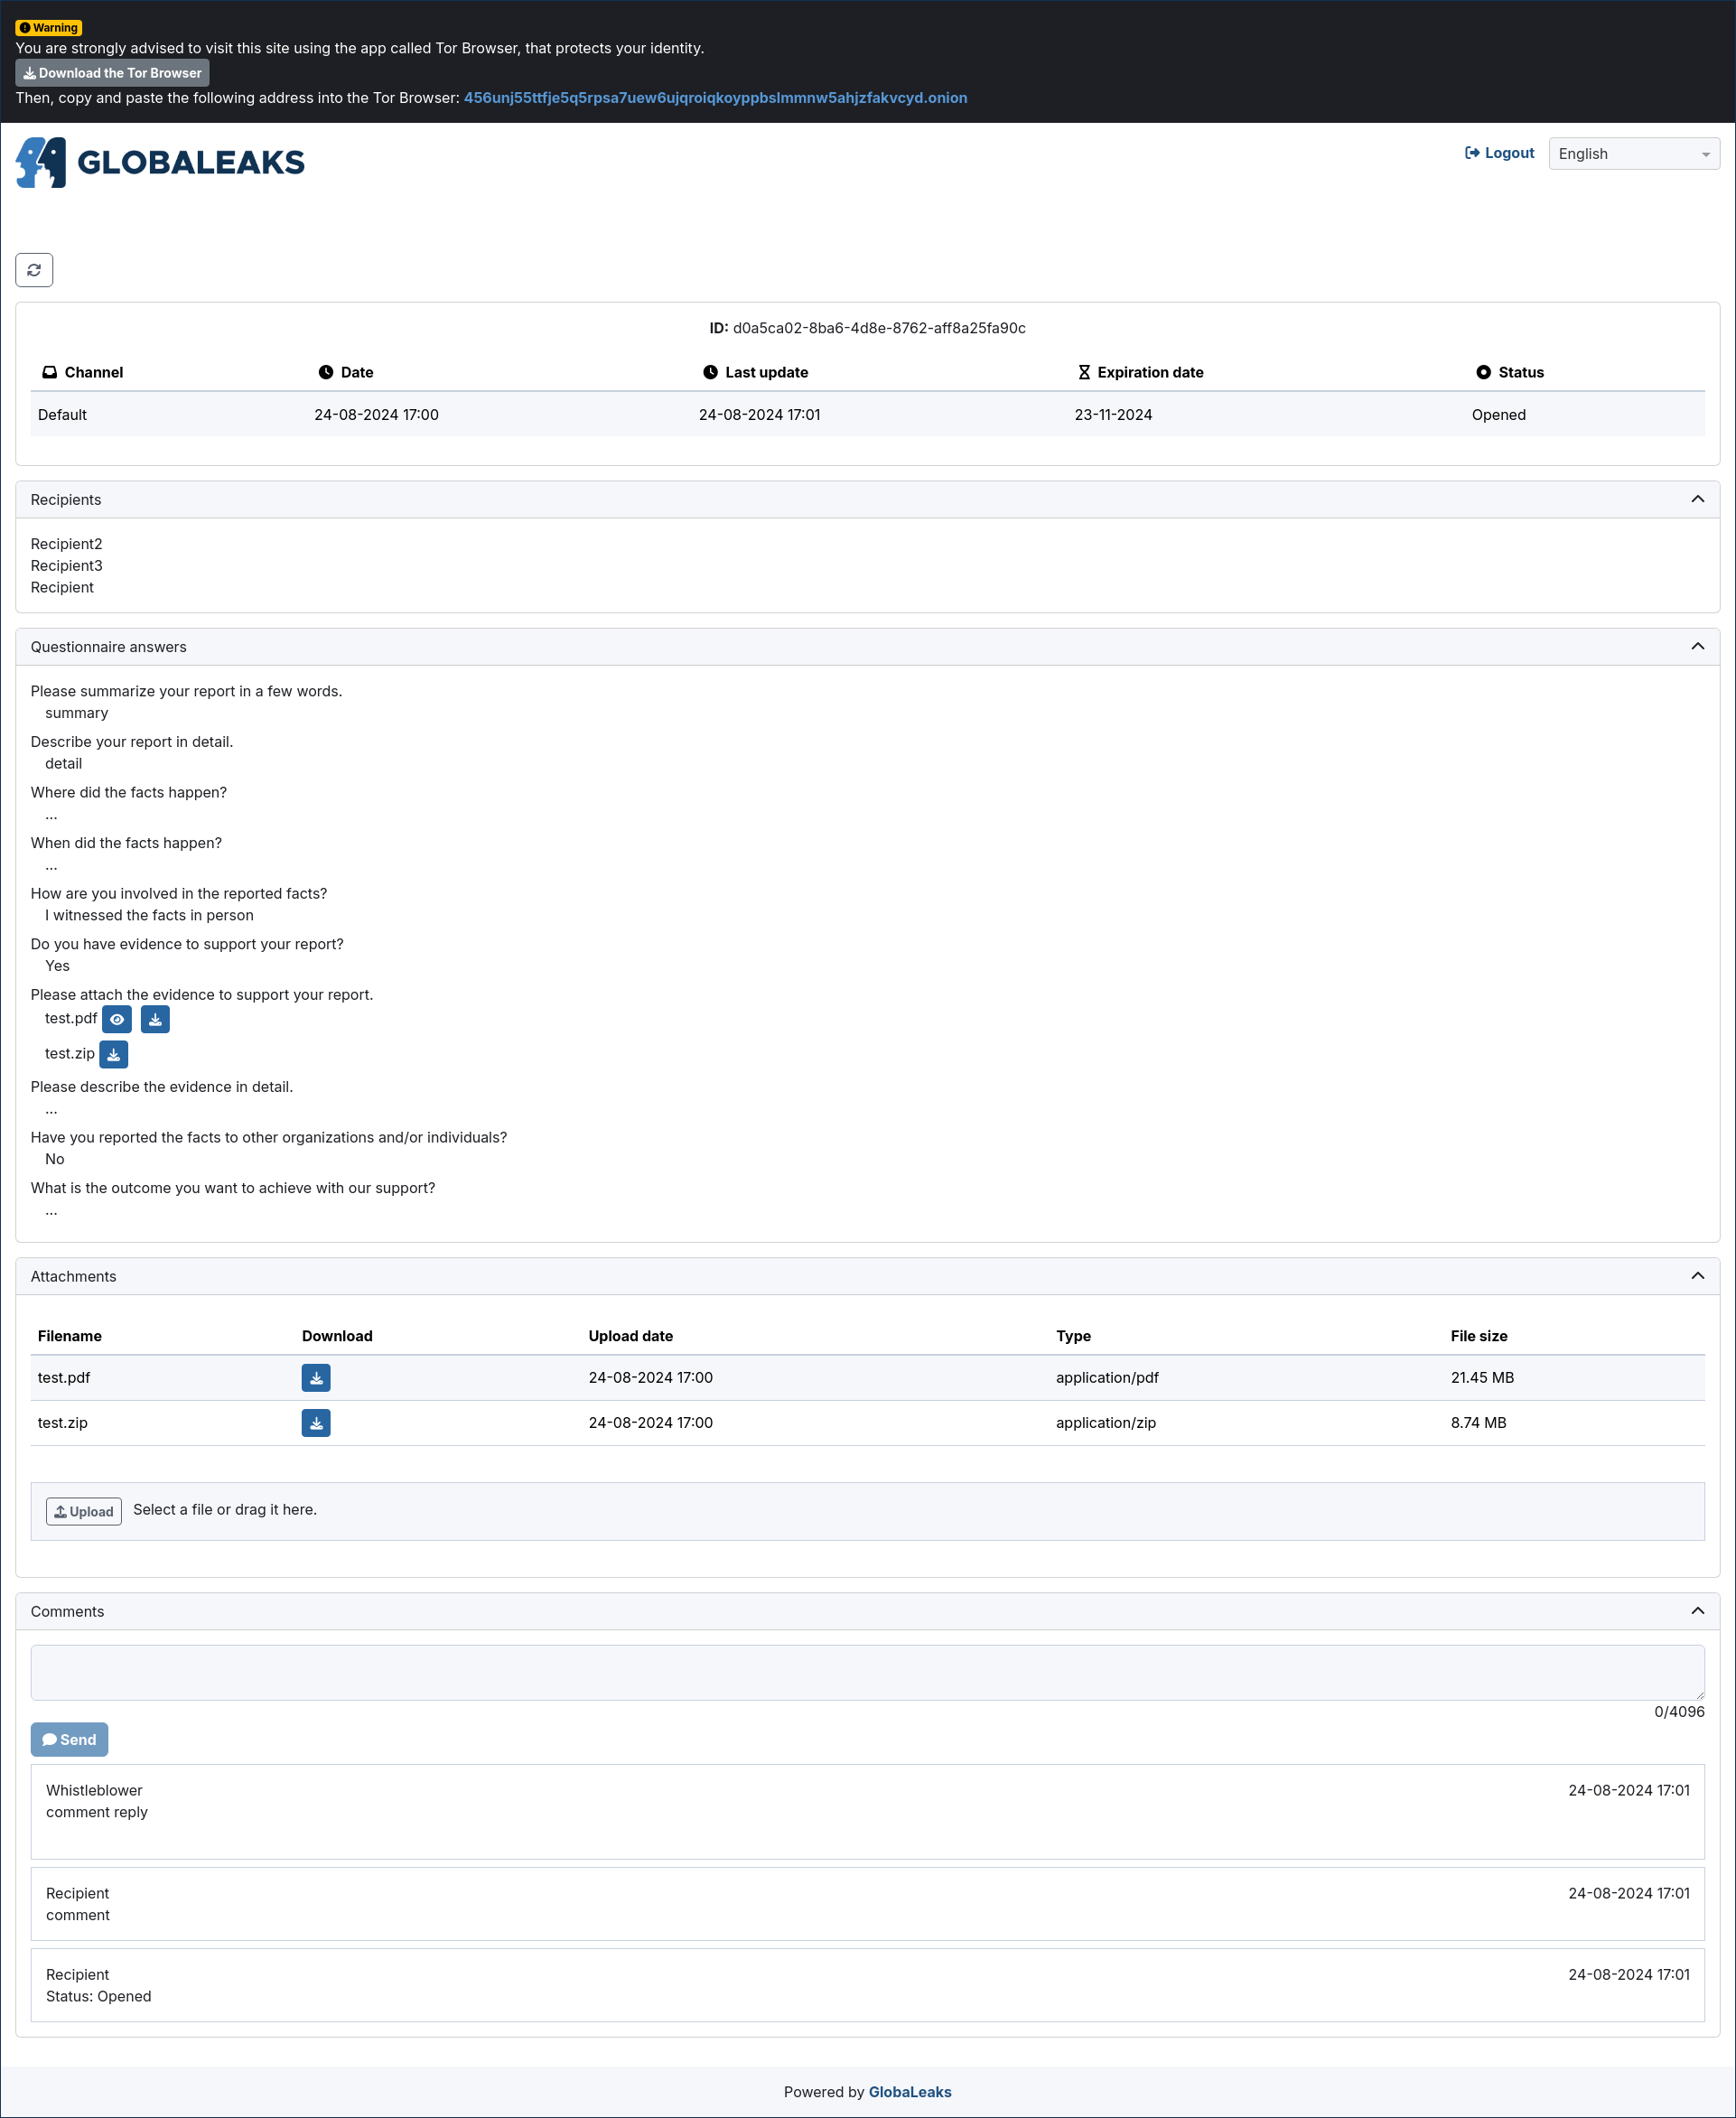 Warning
You are strongly advised to visit this site using the app called Tor Browser, that protects your identity.
Download the Tor Browser
Then, copy and paste the following address into the Tor Browser: 456unj55ttfje5q5rpsa7uew6ujqroiqkoyppbslmmnw5ahjzfakvcyd.onion
GLOBALEAKS
Logout English
ID: d0a5ca02-8ba6-4d8e-8762-aff8a25fa90c
Channel Date Last update Expiration date Status
Default 24-08-2024 17:00 24-08-2024 17:01 23-11-2024 Opened
Recipients
Recipient2
Recipient3
Recipient
Questionnaire answers
Please summarize your report in a few words.
summary
Describe your report in detail.
detail
Where did the facts happen?
...
When did the facts happen?
...
How are you involved in the reported facts?
I witnessed the facts in person
Do you have evidence to support your report?
Yes
Please attach the evidence to support your report.
test.pdf
test.zip
Please describe the evidence in detail.
...
Have you reported the facts to other organizations and/or individuals?
No
What is the outcome you want to achieve with our support?
...
Attachments
Filename Download Upload date Type File size
test.pdf 24-08-2024 17:00 application/pdf 21.45 MB
test.zip 24-08-2024 17:00 application/zip 8.74 MB
Upload Select a file or drag it here.
Comments
0/4096
Send
Whistleblower 24-08-2024 17:01
comment reply
Recipient 24-08-2024 17:01
comment
Recipient 24-08-2024 17:01
Status: Opened
Powered by GlobaLeaks